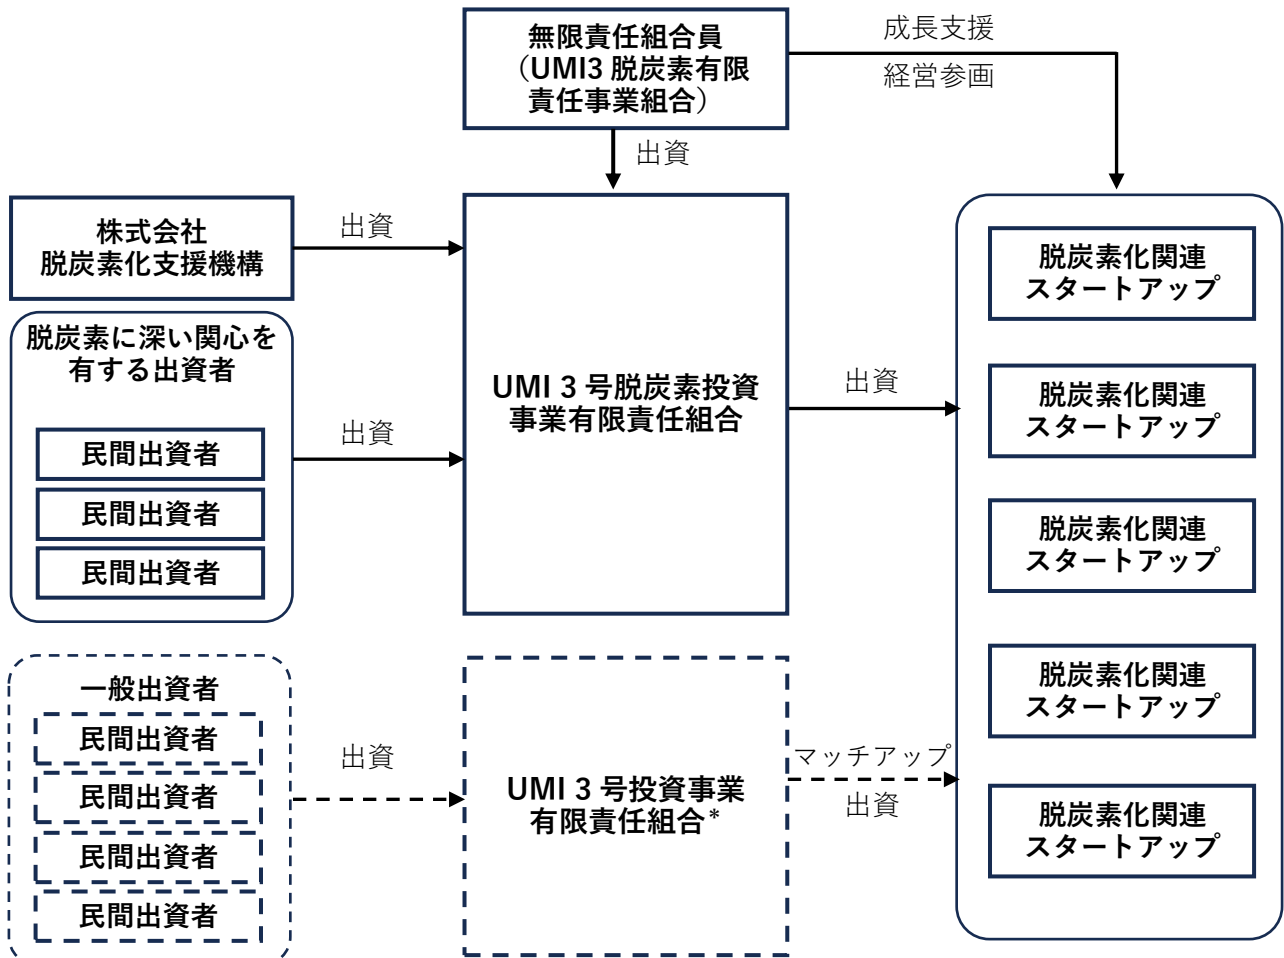 無限責任組合員
（UMI3 脱炭素有限
責任事業組合）
成長支援
経営参画
出資
株式会社
脱炭素化支援機構
出資
脱炭素に深い関心を
有する出資者
民間出資者
民間出資者
民間出資者
出資
UMI 3 号脱炭素投資
事業有限責任組合
出資
脱炭素化関連
スタートアップ
脱炭素化関連
スタートアップ
脱炭素化関連
スタートアップ
脱炭素化関連
スタートアップ
脱炭素化関連
スタートアップ
一般出資者
民間出資者
民間出資者
民間出資者
民間出資者
出資
UMI 3 号投資事業
有限責任組合*
マッチアップ
出資